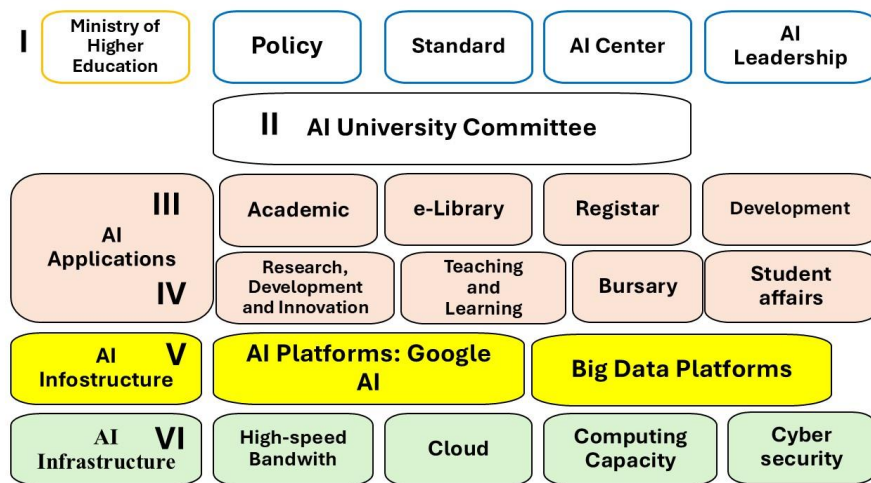 I
Ministry of
Higher
Education
Policy
Standard
AI Center
AI
Leadership
II AI University Committee
III
AI
Applications
IV
Academic
e-Library
Registar
Development
Research,
Development
and Innovation
Teaching
and
Learning
Bursary
Student
affairs
AI V
Infostructure
AI Platforms: Google
AI
Big Data Platforms
AI VI
Infrastructure
High-speed
Bandwith
Cloud
Computing
Capacity
Cyber
security